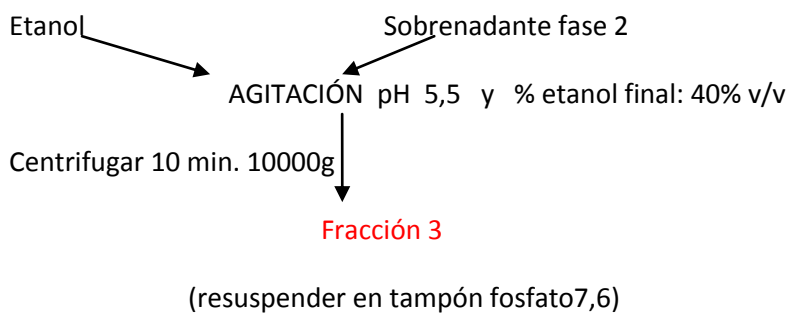 Etanol Sobrenadante fase 2
AGITACIÓN pH 5,5 y % etanol final: 40% v/v
Centrifugar 10 min. 10000g
Fracción 3
(resuspender en tampón fosfato7,6)